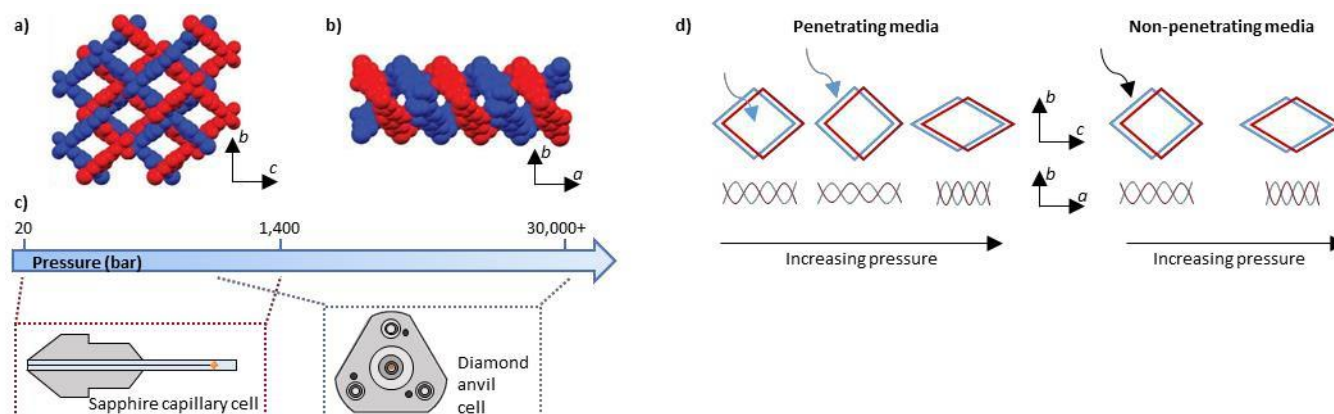 a)
b
c
b)
b
a
c)
20
1,400
30,000+
Pressure (bar)
Sapphire capillary cell
Diamond
anvil
cell
d)
Penetrating media
Non-penetrating media
b
c
b
a
Increasing pressure
Increasing pressure